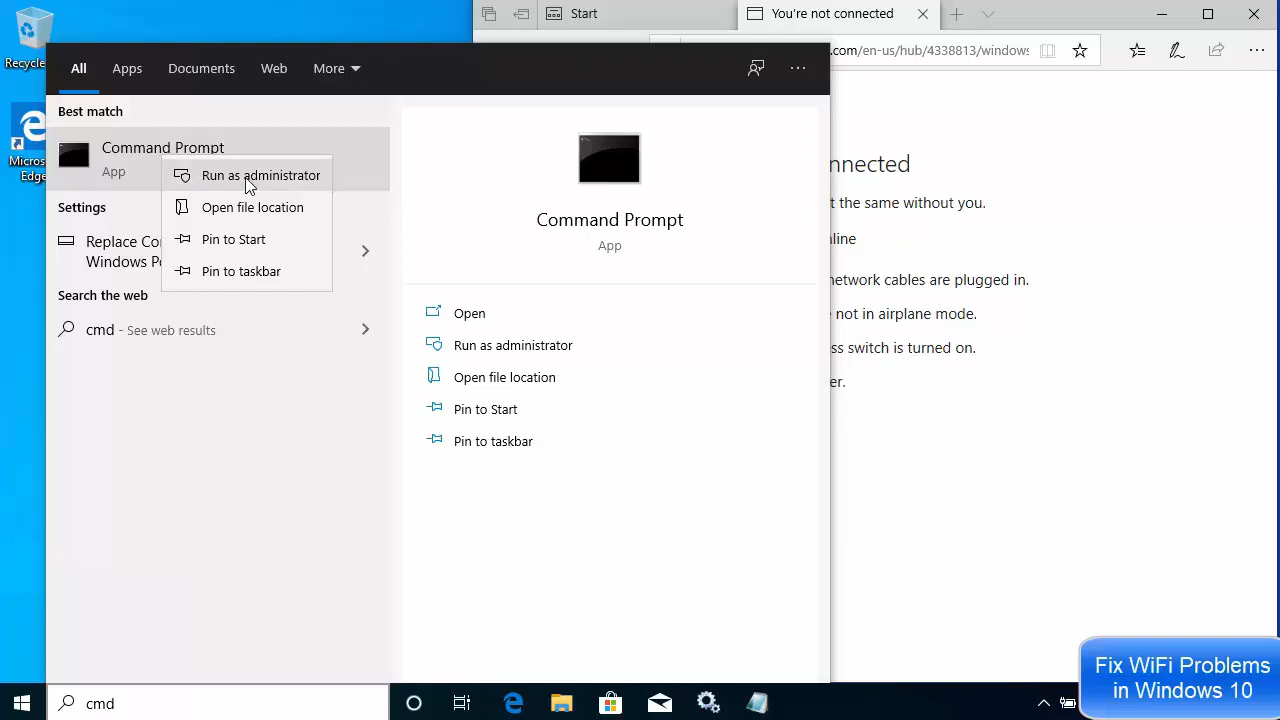 Start
You're not connected
Recycle
.com/en-us/hub/4338813/windows
All
Apps
Documents
Web
More
Best match
Command Prompt
App
Run as administrator
Open file location
Pin to Start
Pin to taskbar
Settings
Replace Co
Windows Po
Search the web
cmd - See web results
Command Prompt
App
Open
Run as administrator
Open file location
Pin to Start
Pin to taskbar
Micros
Edge
nnected
t the same without you.
line
network cables are plugged in.
not in airplane mode.
ss switch is turned on.
er.
cmd
Fix WiFi Problems
in Windows 10